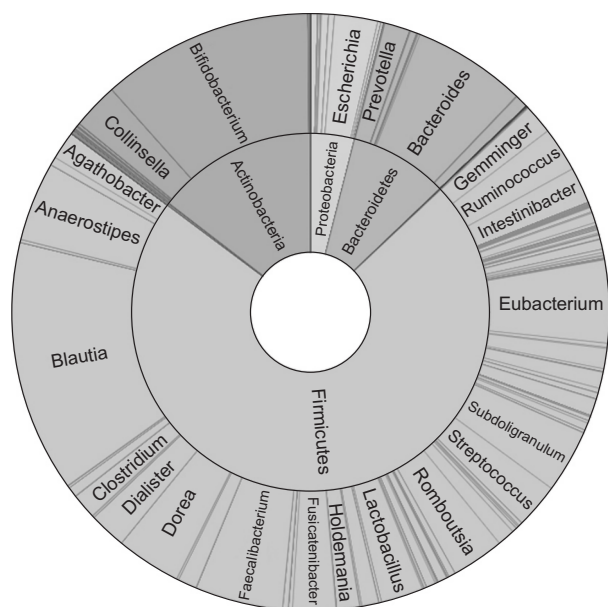 Escherichia
Prevotella
Bacteroides
Gemminger
Ruminococcus
Intestinibacter
Eubacterium
Subdoligranulum
Streptococcus
Romboutsia
Lactobacillus
Holdemania
Fusicatenibacter
Faecalibacterium
Dorea
Dialister
Clostridium
Blautia
Anaerostipes
Agathobacter
Collinsella
Bifidobacterium
Actinobacteria
Proteobacteria
Bacteroidetes
Firmicutes